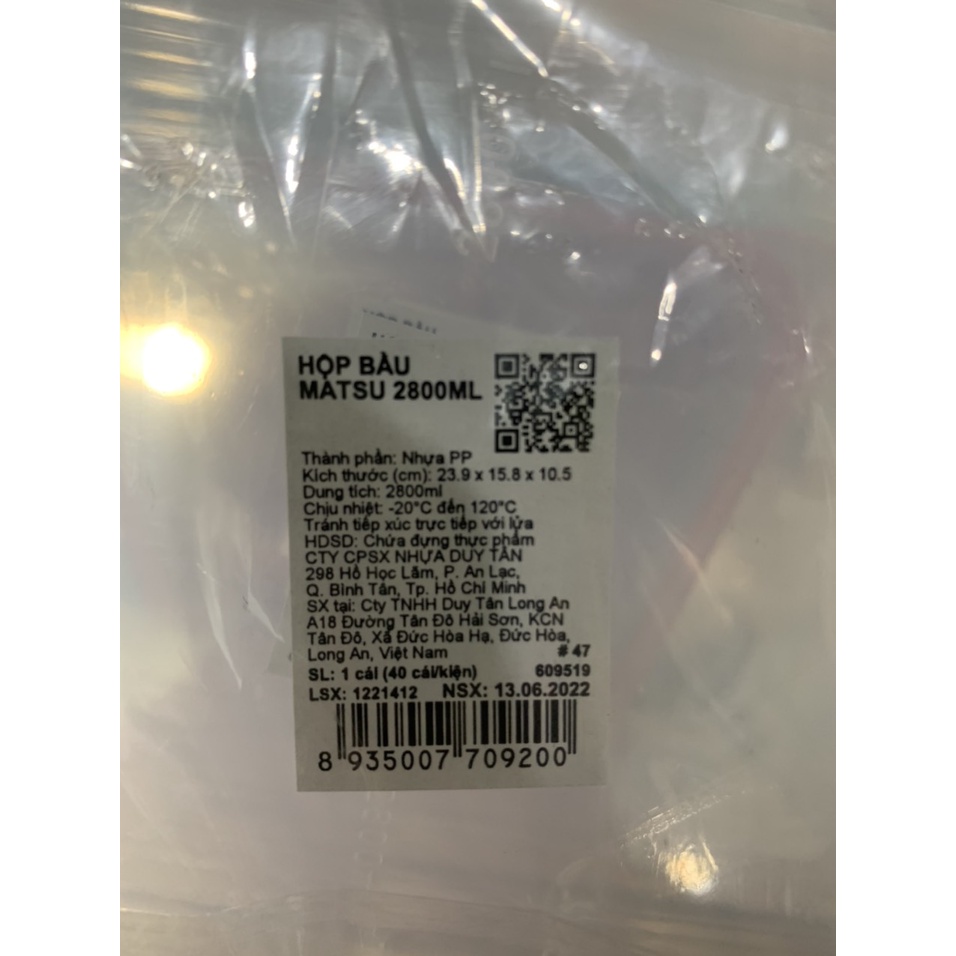 HỘP BẦU
MATSU 2800ML
Thành phần: Nhựa PP
Kích thước (cm): 23.9 x 15.8 x 10.5
Dung tích: 2800ml
Chịu nhiệt: -20°C đến 120°C
Tránh tiếp xúc trực tiếp với lửa
HDSD: Chứa đựng thực phẩm
CTY CPSX NHỰA DUY TÂN
298 Hồ Học Lãm, P. An Lạc,
Q. Bình Tân, Tp. Hồ Chí Minh
SX tại: Cty TNHH Duy Tân Long An
A18 Đường Tân Đô Hải Sơn, KCN
Tân Đô, Xã Đức Hòa Hạ, Đức Hòa,
Long An, Việt Nam #47
SL: 1 cái (40 cái/kiện) 609519
LSX: 1221412 NSX: 13.06.2022
8 935007 709200